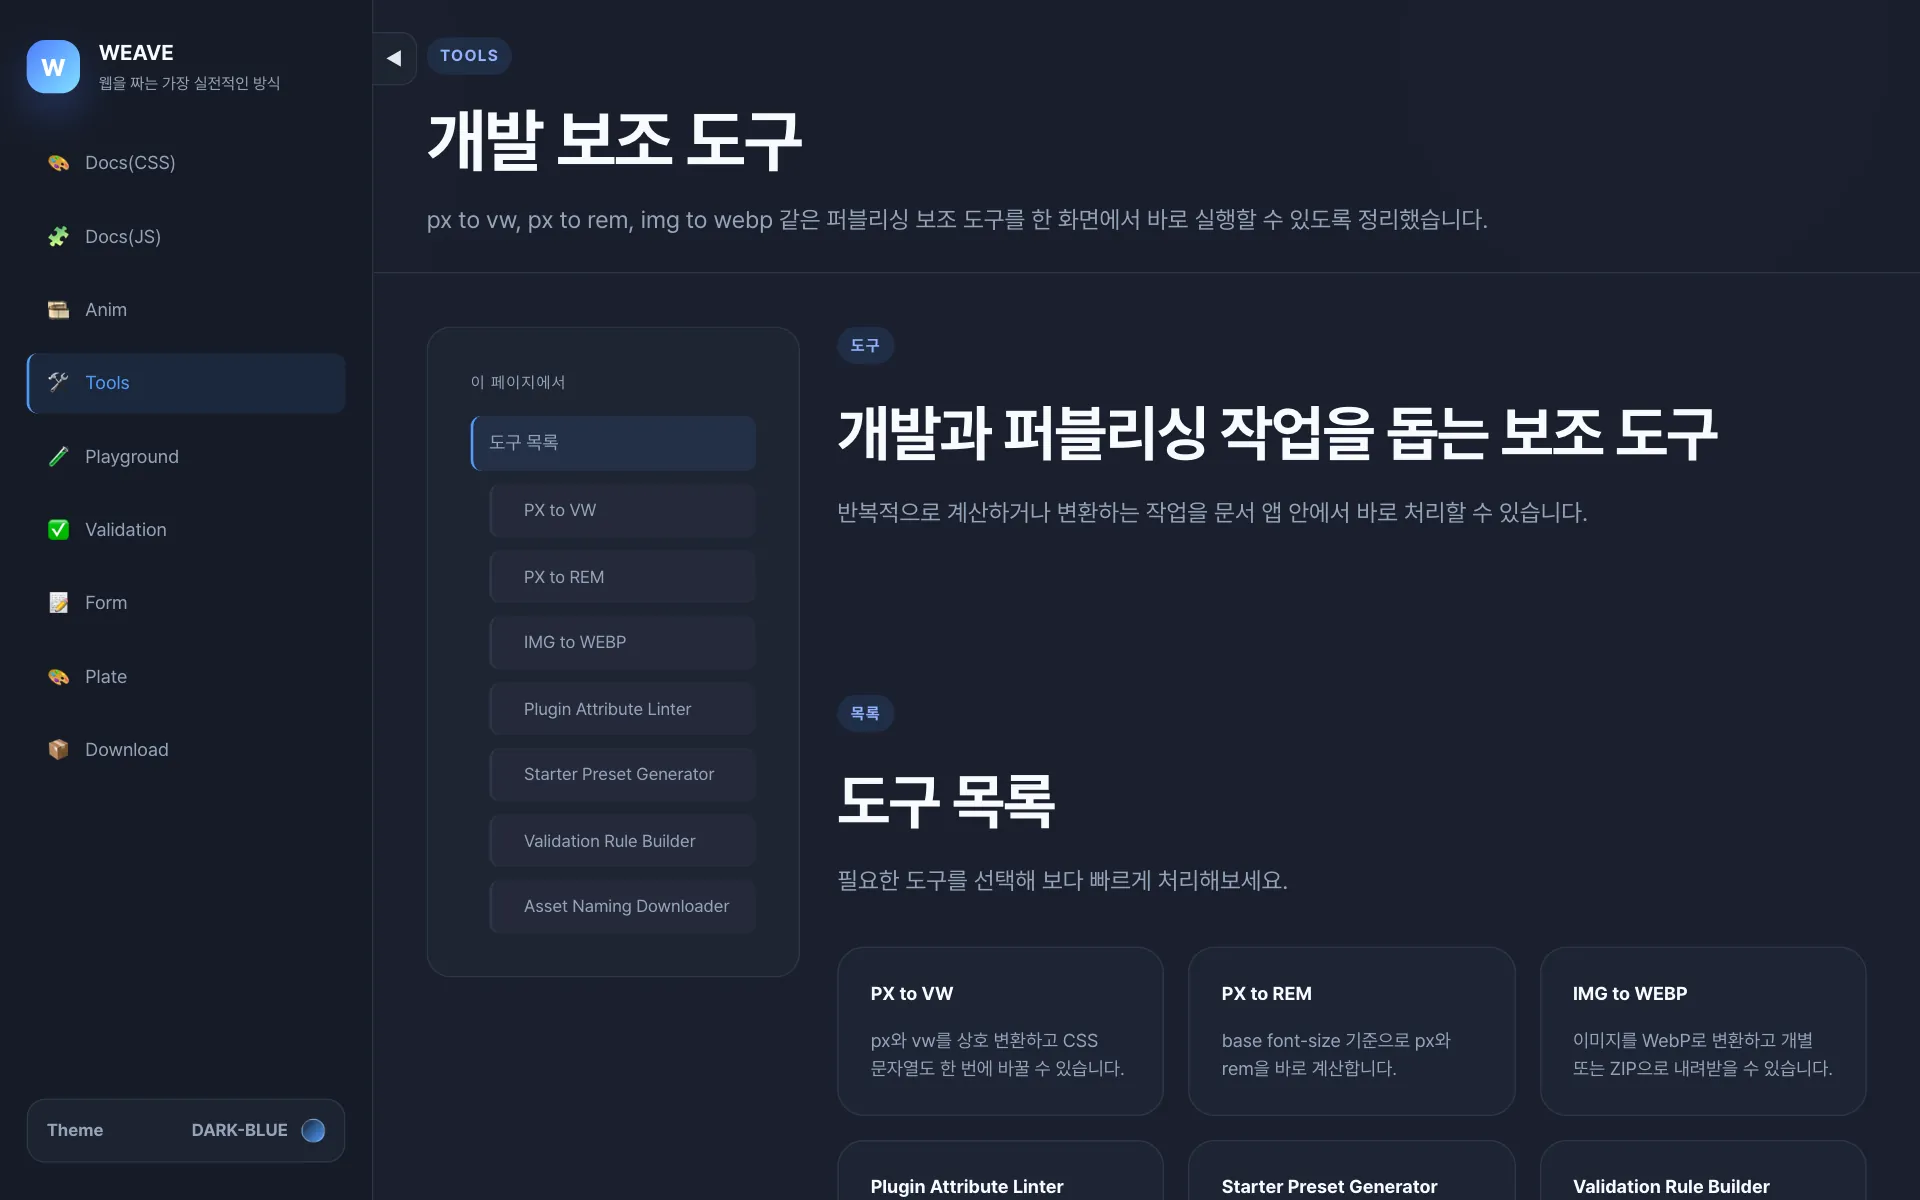 W
WEAVE
웹을 짜는 가장 실전적인 방식
Docs(CSS)
Docs(JS)
Anim
Tools
Playground
Validation
Form
Plate
Download
Theme
DARK-BLUE
TOOLS
개발 보조 도구
px to vw, px to rem, img to webp 같은 퍼블리싱 보조 도구를 한 화면에서 바로 실행할 수 있도록 정리했습니다.
이 페이지에서
도구 목록
PX to VW
PX to REM
IMG to WEBP
Plugin Attribute Linter
Starter Preset Generator
Validation Rule Builder
Asset Naming Downloader
도구
개발과 퍼블리싱 작업을 돕는 보조 도구
반복적으로 계산하거나 변환하는 작업을 문서 앱 안에서 바로 처리할 수 있습니다.
목록
도구 목록
필요한 도구를 선택해 보다 빠르게 처리해보세요.
PX to VW
px와 vw를 상호 변환하고 CSS
문자열도 한 번에 바꿀 수 있습니다.
PX to REM
base font-size 기준으로 px와
rem을 바로 계산합니다.
IMG to WEBP
이미지를 WebP로 변환하고 개별
또는 ZIP으로 내려받을 수 있습니다.
Plugin Attribute Linter
Starter Preset Generator
Validation Rule Builder